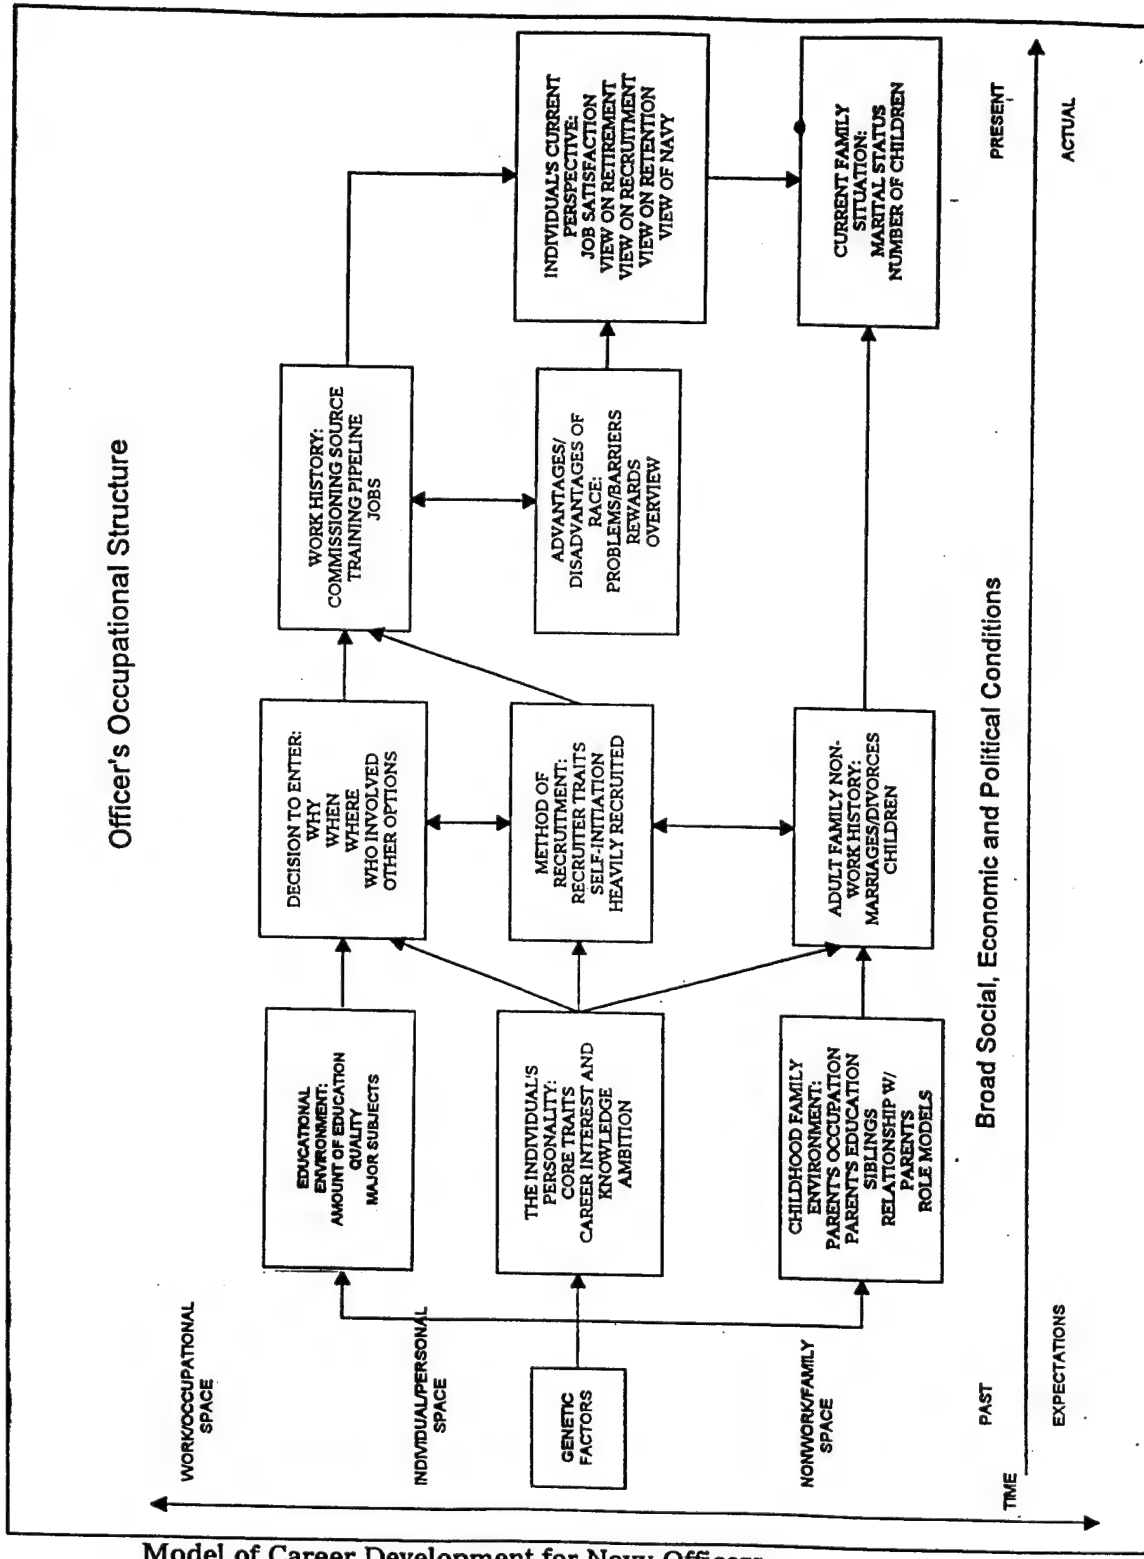 Officer's Occupational Structure
WORK/OCCUPATIONAL
SPACE
INDIVIDUAL/PERSONAL
SPACE
NONWORK/FAMILY
SPACE
GENETIC
FACTORS
EDUCATIONAL
ENVIRONMENT:
AMOUNT OF EDUCATION
QUALITY
MAJOR SUBJECTS
THE INDIVIDUAL'S
PERSONALITY:
CORE TRAITS
CAREER INTEREST AND
KNOWLEDGE
AMBITION
CHILDHOOD FAMILY
ENVIRONMENT:
PARENT'S OCCUPATION
PARENT'S EDUCATION
SIBLINGS
RELATIONSHIP W/
PARENTS
ROLE MODELS
DECISION TO ENTER:
WHY
WHEN
WHERE
WHO INVOLVED
OTHER OPTIONS
METHOD OF
RECRUITMENT:
RECRUITER TRAITS
SELF-INITIATION
HEAVILY RECRUITED
ADULT FAMILY NON-
WORK HISTORY:
MARRIAGES/DIVORCES
CHILDREN
WORK HISTORY:
COMMISSIONING SOURCE
TRAINING PIPELINE
JOBS
ADVANTAGES/
DISADVANTAGES OF
RACE:
PROBLEMS/BARRIERS
REWARDS
OVERVIEW
INDIVIDUAL'S CURRENT
PERSPECTIVE:
JOB SATISFACTION
VIEW ON RETIREMENT
VIEW ON RECRUITMENT
VIEW ON RETENTION
VIEW OF NAVY
CURRENT FAMILY
SITUATION:
MARITAL STATUS
NUMBER OF CHILDREN
Broad Social, Economic and Political Conditions
PAST
PRESENT
TIME
EXPECTATIONS
ACTUAL
Model of Career Development for Navy Officers